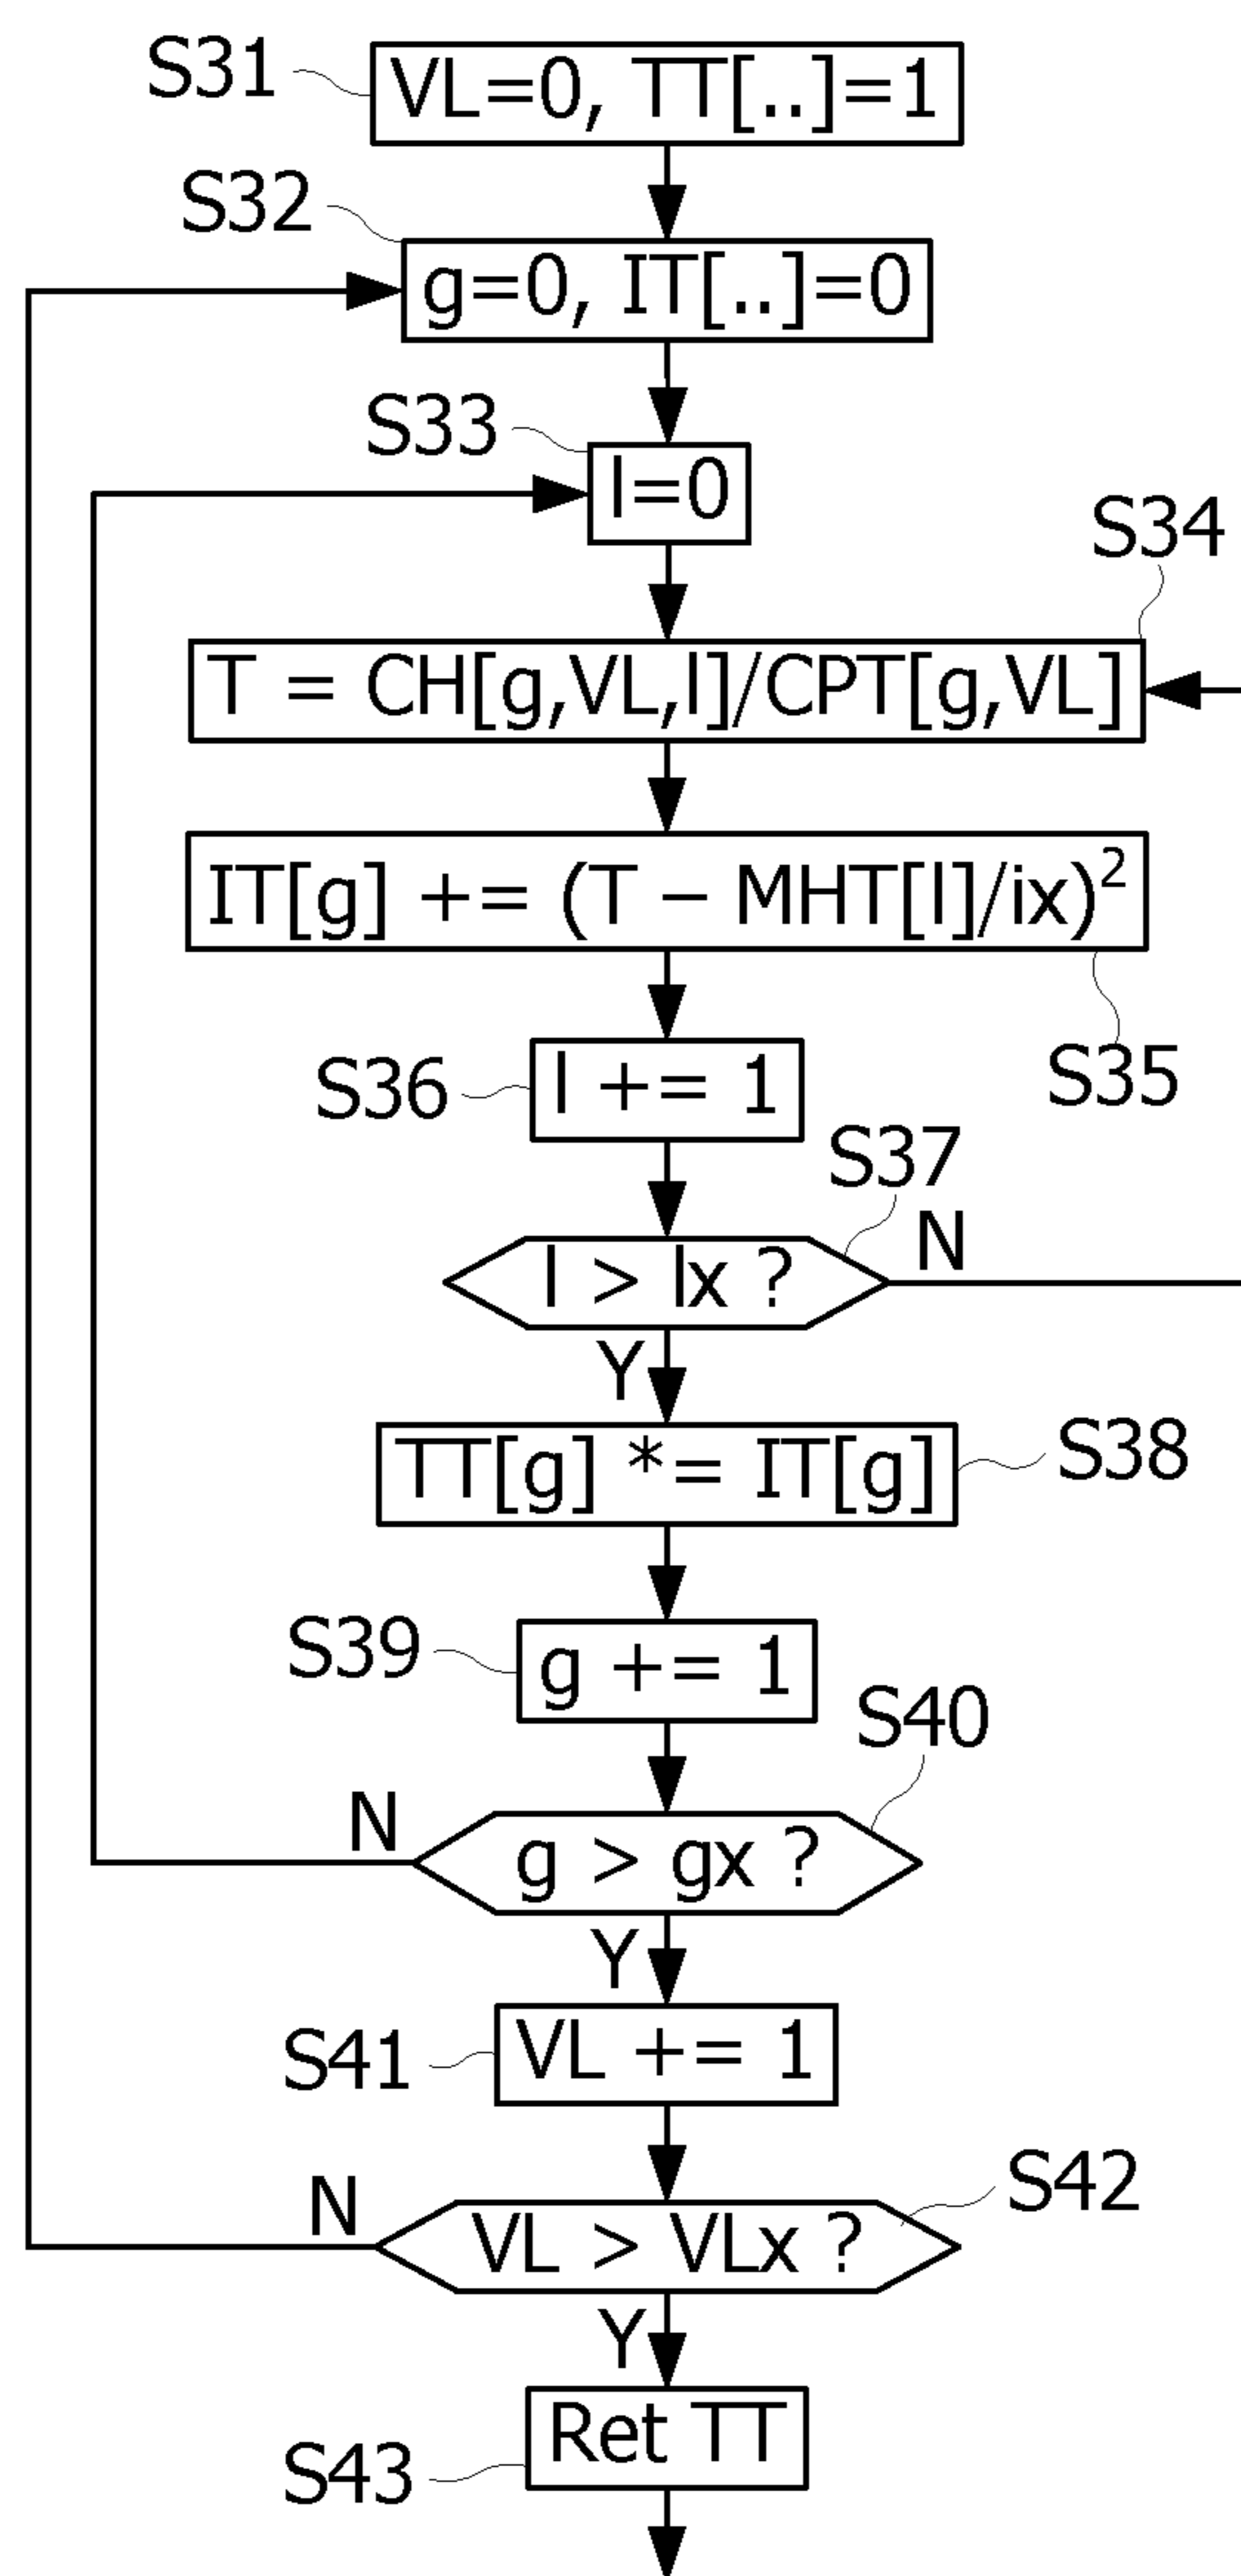 S31
VL=0, TT[..]=1
S32
g=0, IT[..]=0
S33
l=0
S34
T = CH[g,VL,l]/CPT[g,VL]
IT[g] += (T − MHT[l]/ix)²
S35
S36
l += 1
S37
l > lx ?
N
Y
TT[g] *= IT[g]
S38
S39
g += 1
S40
N
g > gx ?
Y
S41
VL += 1
S42
N
VL > VLx ?
Y
Ret TT
S43